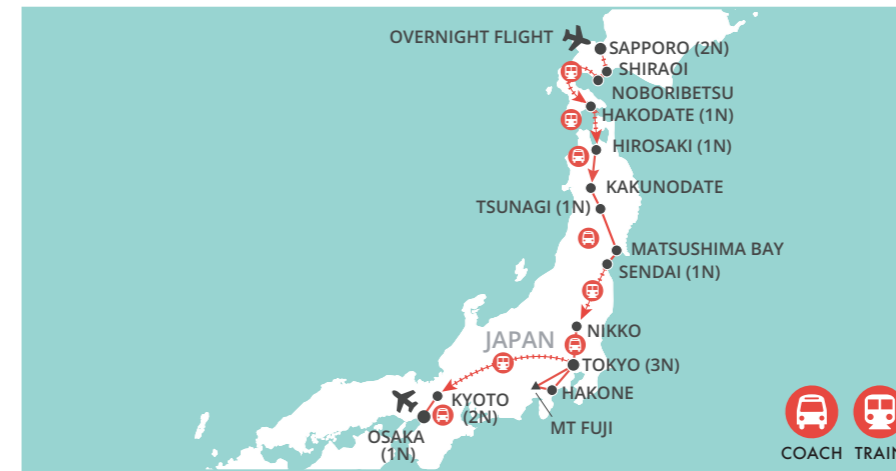 OVERNIGHT FLIGHT
SAPPORO (2N)
SHIRAOI
NOBORIBETSU
HAKODATE (1N)
HIROSAKI (1N)
KAKUNODATE
TSUNAGI (1N)
MATSUSHIMA BAY
SENDAI (1N)
NIKKO
JAPAN
TOKYO (3N)
HAKONE
KYOTO
(2N)
MT FUJI
OSAKA
(1N)
COACH
TRAIN